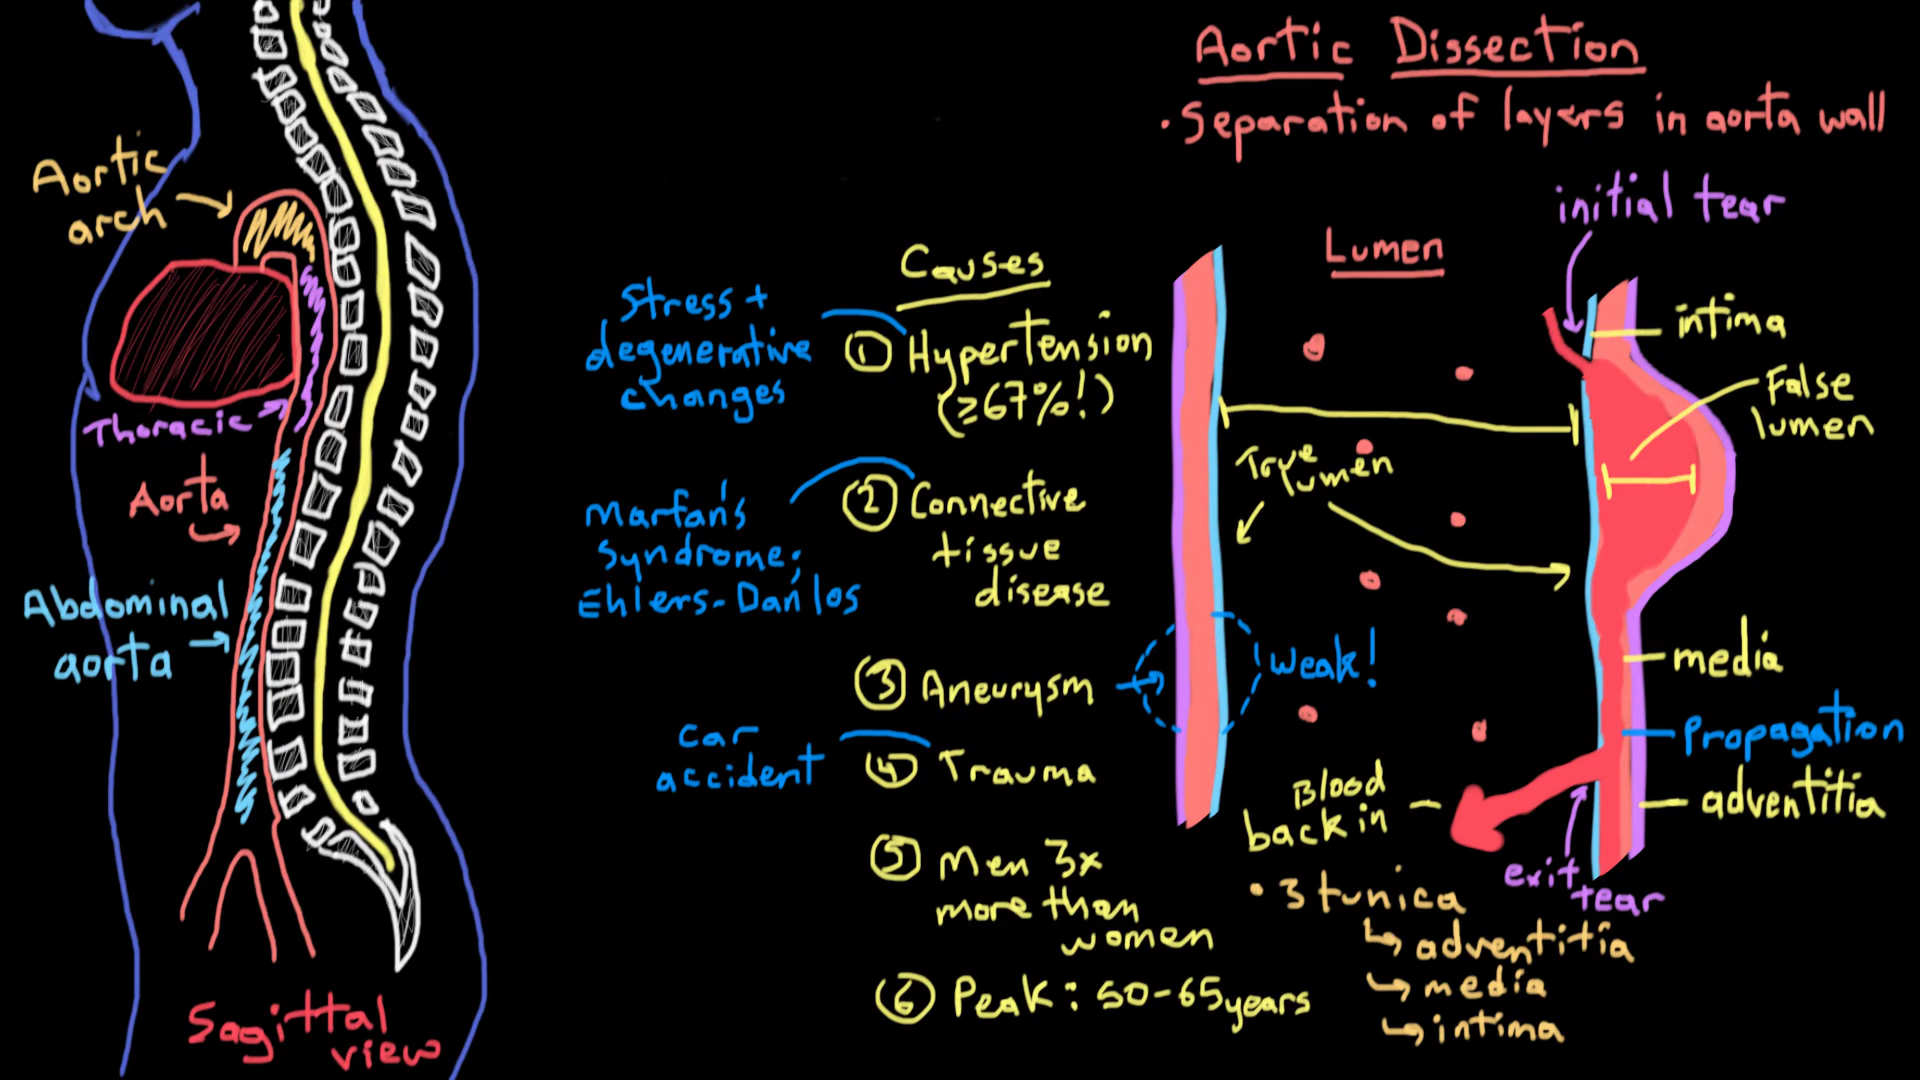 Aortic Dissection
• Separation of layers in aorta wall
Aortic
arch
Thoracic
Aorta
Abdominal
aorta
Sagittal
view
Causes
Stress +
degenerative
changes
① Hypertension
(≥67%!)
Marfan's
syndrome;
Ehlers-Danlos
② Connective
tissue
disease
③ Aneurysm
weak!
car
accident
④ Trauma
⑤ Men 3x
more than
women
⑥ Peak: 50-65years
Lumen
True
lumen
initial tear
intima
False
lumen
media
Propagation
adventitia
Blood
back in
exit
tear
• 3 tunica
↳ adventitia
↳ media
↳ intima